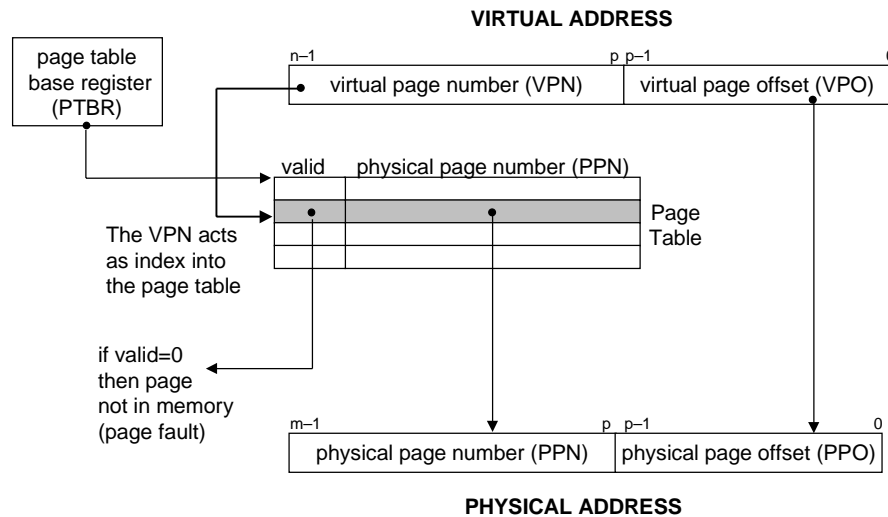 VIRTUAL ADDRESS
page table
base register
(PTBR)
n–1
p
p–1
virtual page number (VPN)
virtual page offset (VPO)
valid
physical page number (PPN)
Page
Table
The VPN acts
as index into
the page table
if valid=0
then page
not in memory
(page fault)
m–1
p
p–1
0
physical page number (PPN)
physical page offset (PPO)
PHYSICAL ADDRESS